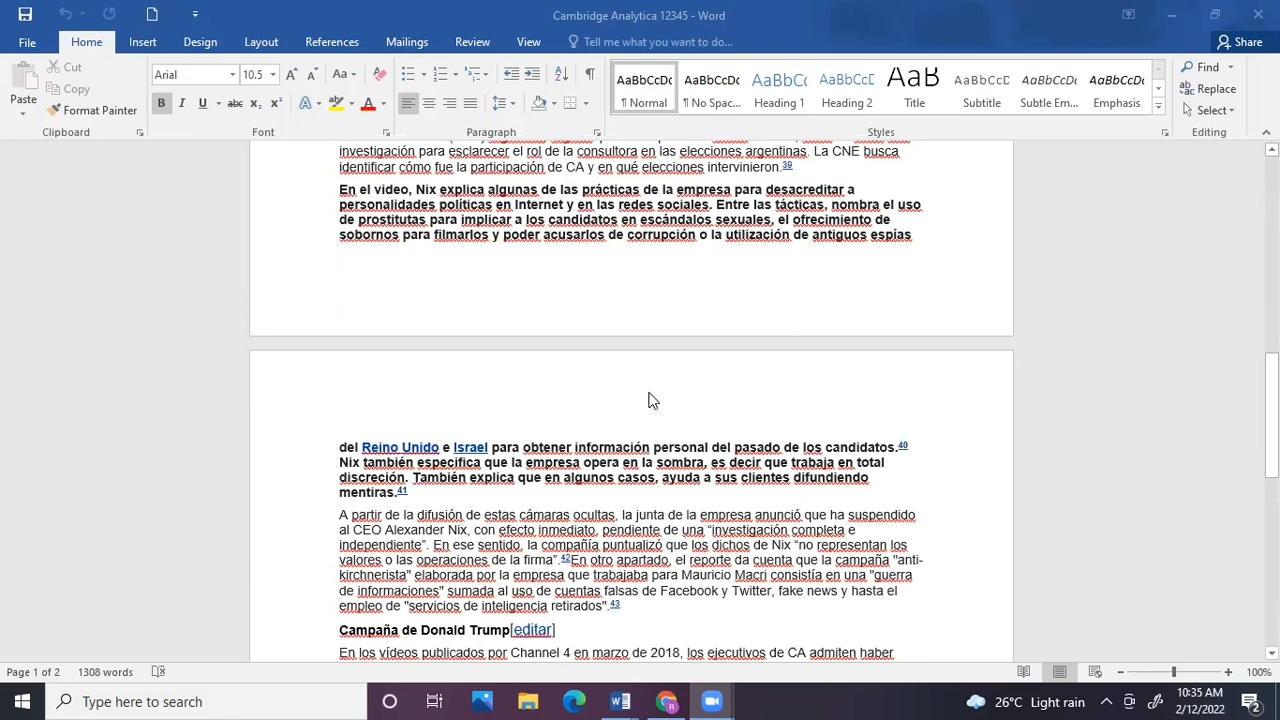 Cambridge Analytica 12345 - Word
File Home Insert Design Layout References Mailings Review View Tell me what you want to do... Share
Paste Cut Copy Format Painter Clipboard
Arial 10.5 Aa B I U abc x₂ x² A A Font
Paragraph
AaBbCcDc ¶ Normal
AaBbCcDc ¶ No Spac...
AaBbCc Heading 1
AaBbCcD Heading 2
AaB Title
AaBbCcD Subtitle
AaBbCcDc Subtle Em...
AaBbCcDc Emphasis
Styles
Find Replace Select Editing
investigación para esclarecer el rol de la consultora en las elecciones argentinas. La CNE busca
identificar cómo fue la participación de CA y en qué elecciones intervinieron.39
En el video, Nix explica algunas de las prácticas de la empresa para desacreditar a
personalidades políticas en Internet y en las redes sociales. Entre las tácticas, nombra el uso
de prostitutas para implicar a los candidatos en escándalos sexuales, el ofrecimiento de
sobornos para filmarlos y poder acusarlos de corrupción o la utilización de antiguos espías
del Reino Unido e Israel para obtener información personal del pasado de los candidatos.40
Nix también especifica que la empresa opera en la sombra, es decir que trabaja en total
discreción. También explica que en algunos casos, ayuda a sus clientes difundiendo
mentiras.41
A partir de la difusión de estas cámaras ocultas, la junta de la empresa anunció que ha suspendido
al CEO Alexander Nix, con efecto inmediato, pendiente de una “investigación completa e
independiente”. En ese sentido, la compañía puntualizó que los dichos de Nix “no representan los
valores o las operaciones de la firma”.42En otro apartado, el reporte da cuenta que la campaña "anti-
kirchnerista" elaborada por la empresa que trabajaba para Mauricio Macri consistía en una "guerra
de informaciones" sumada al uso de cuentas falsas de Facebook y Twitter, fake news y hasta el
empleo de "servicios de inteligencia retirados".43
Campaña de Donald Trump[editar]
En los vídeos publicados por Channel 4 en marzo de 2018, los ejecutivos de CA admiten haber
Page 1 of 2 1308 words 100%
Type here to search 26°C Light rain 10:35 AM
2/12/2022 2